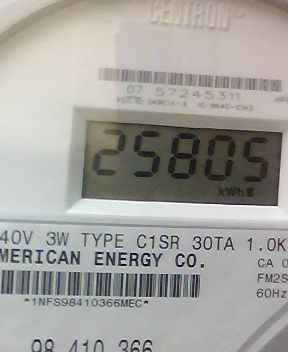 CENTRON®
07 57245311
25805
kWh
40V 3W TYPE C1SR 30TA 1.0K
MERICAN ENERGY CO.
CA 0
FM2S
*1NFS98410366MEC*
60Hz
98 410 366